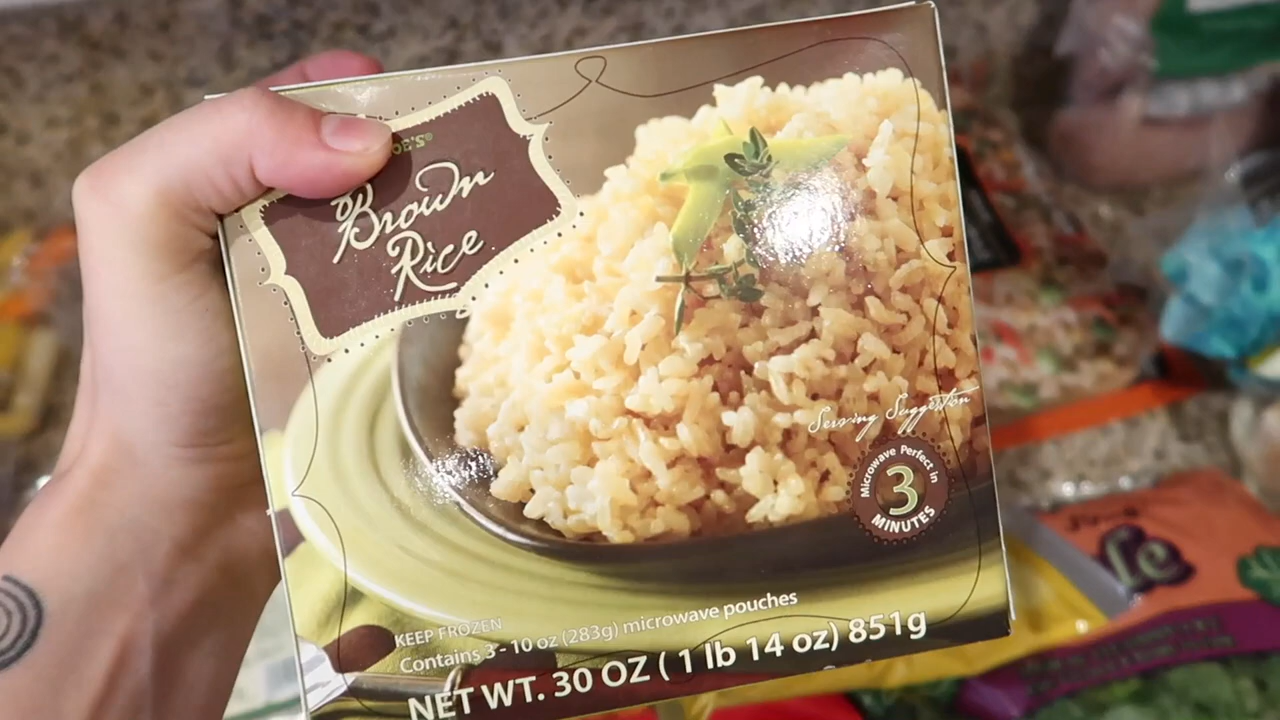 Brown
Rice
Serving Suggestion
Microwave Perfect in
3
MINUTES
KEEP FROZEN
Contains 3 - 10 oz (283g) microwave pouches
NET WT. 30 OZ ( 1 lb 14 oz) 851g